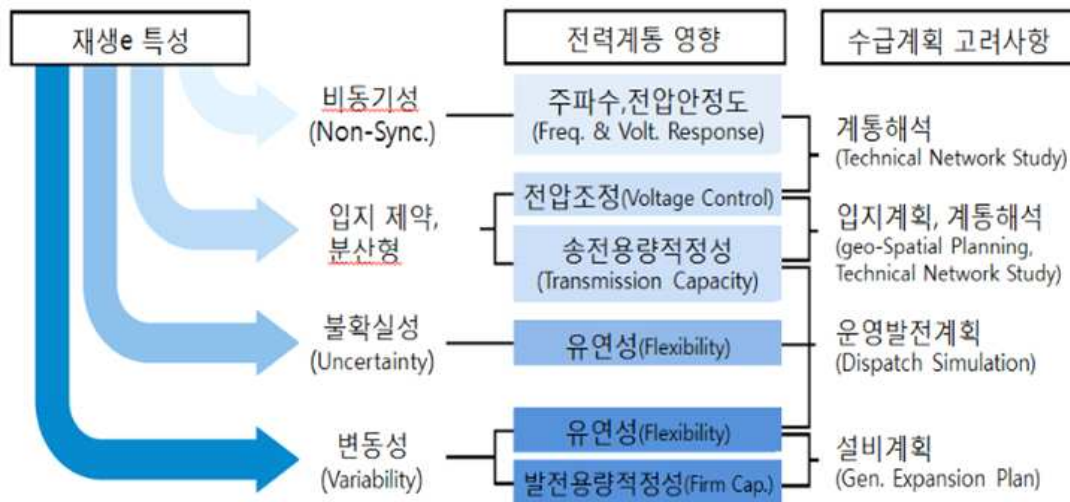 재생e 특성
전력계통 영향
수급계획 고려사항
비동기성
(Non-Sync.)
주파수,전압안정도
(Freq. & Volt. Response)
계통해석
(Technical Network Study)
입지 제약,
분산형
전압조정(Voltage Control)
송전용량적정성
(Transmission Capacity)
입지계획, 계통해석
(geo-Spatial Planning,
Technical Network Study)
불확실성
(Uncertainty)
유연성(Flexibility)
운영발전계획
(Dispatch Simulation)
변동성
(Variability)
유연성(Flexibility)
발전용량적정성(Firm Cap.)
설비계획
(Gen. Expansion Plan)